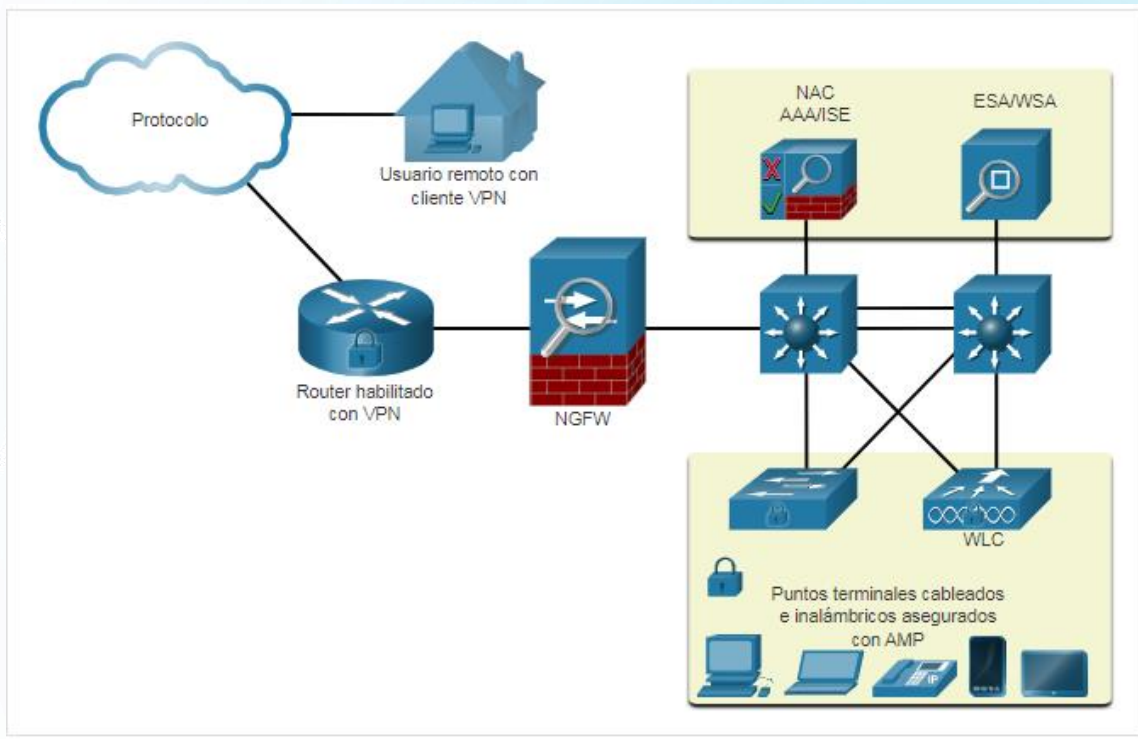 Protocolo
Usuario remoto con
cliente VPN
NAC
AAA/ISE
ESA/WSA
Router habilitado
con VPN
NGFW
WLC
Puntos terminales cableados
e inalámbricos asegurados
con AMP
IP